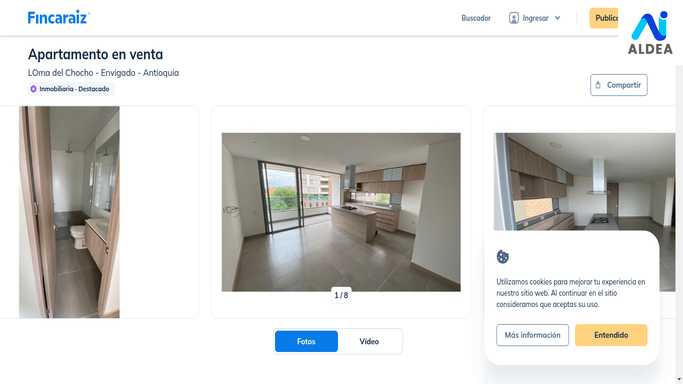 Fincaraiz
Buscador
Ingresar
Publica
ALDEA
Apartamento en venta
LOma del Chocho - Envigado - Antioquia
Inmobiliaria - Destacado
Compartir
1 / 8
Fotos
Vídeo
Utilizamos cookies para mejorar tu experiencia en
nuestro sitio web. Al continuar en el sitio
consideramos que aceptas su uso.
Más información
Entendido